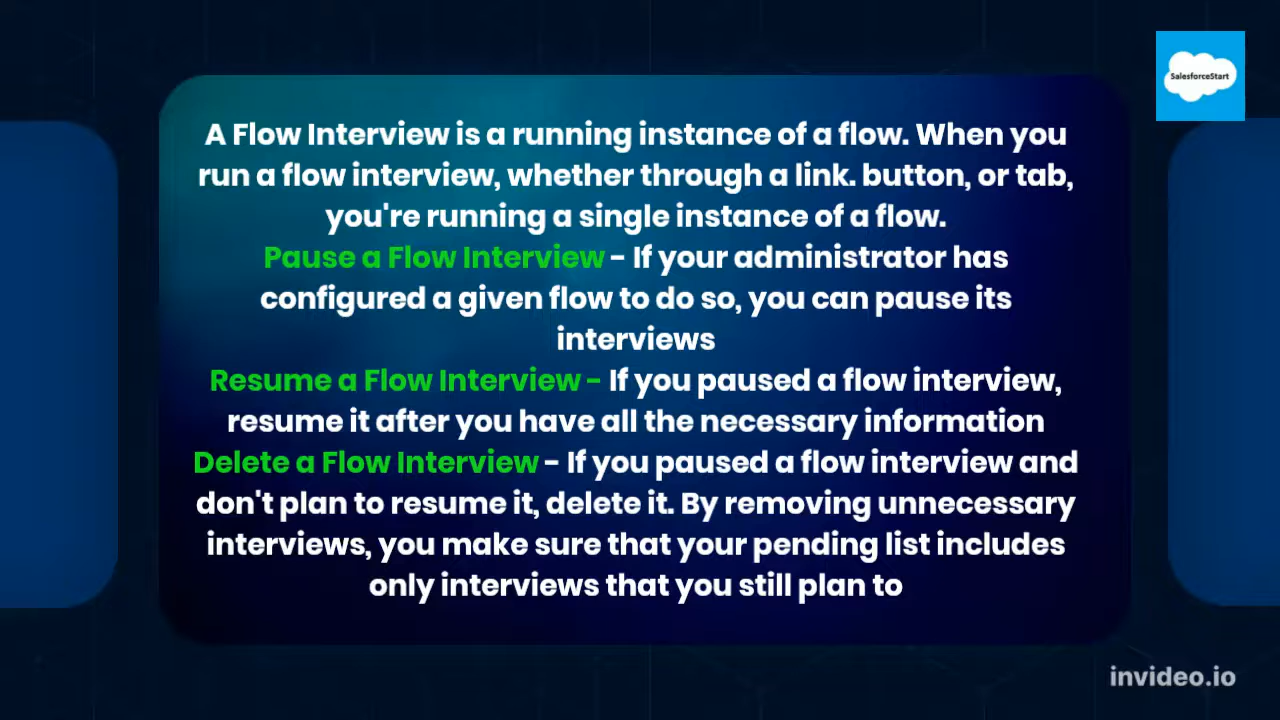 SalesforceStart
A Flow Interview is a running instance of a flow. When you
run a flow interview, whether through a link. button, or tab,
you're running a single instance of a flow.
Pause a Flow Interview - If your administrator has
configured a given flow to do so, you can pause its
interviews
Resume a Flow Interview - If you paused a flow interview,
resume it after you have all the necessary information
Delete a Flow Interview - If you paused a flow interview and
don't plan to resume it, delete it. By removing unnecessary
interviews, you make sure that your pending list includes
only interviews that you still plan to
invideo.io